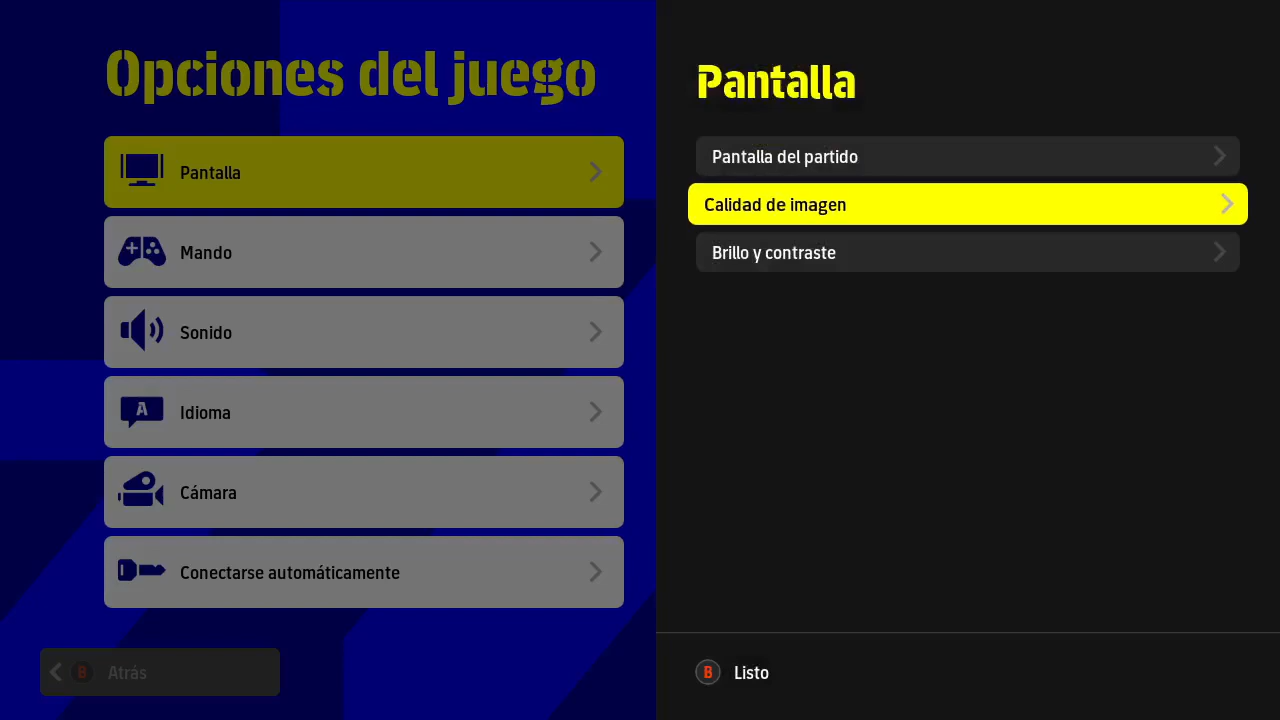 Opciones del juego
Pantalla
Mando
Sonido
A
Idioma
Cámara
Conectarse automáticamente
B Atrás
Pantalla
Pantalla del partido
Calidad de imagen
Brillo y contraste
B Listo